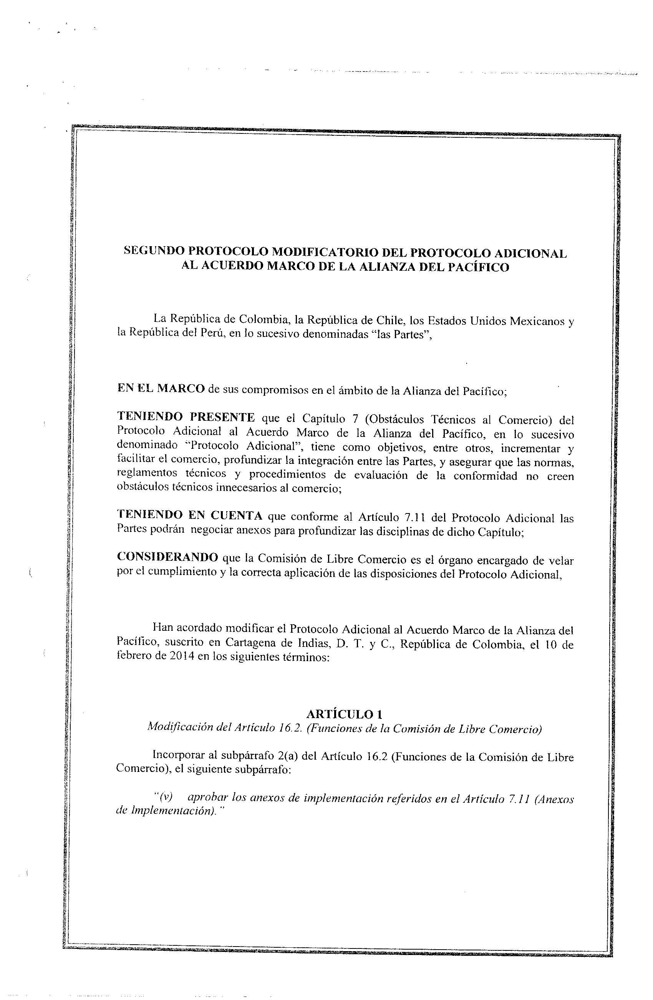 SEGUNDO PROTOCOLO MODIFICATORIO DEL PROTOCOLO ADICIONAL
AL ACUERDO MARCO DE LA ALIANZA DEL PACÍFICO
La República de Colombia, la República de Chile, los Estados Unidos Mexicanos y
la República del Perú, en lo sucesivo denominadas “las Partes”,
EN EL MARCO de sus compromisos en el ámbito de la Alianza del Pacífico;
TENIENDO PRESENTE que el Capítulo 7 (Obstáculos Técnicos al Comercio) del
Protocolo Adicional al Acuerdo Marco de la Alianza del Pacífico, en lo sucesivo
denominado “Protocolo Adicional”, tiene como objetivos, entre otros, incrementar y
facilitar el comercio, profundizar la integración entre las Partes, y asegurar que las normas,
reglamentos técnicos y procedimientos de evaluación de la conformidad no creen
obstáculos técnicos innecesarios al comercio;
TENIENDO EN CUENTA que conforme al Artículo 7.11 del Protocolo Adicional las
Partes podrán negociar anexos para profundizar las disciplinas de dicho Capítulo;
CONSIDERANDO que la Comisión de Libre Comercio es el órgano encargado de velar
por el cumplimiento y la correcta aplicación de las disposiciones del Protocolo Adicional,
Han acordado modificar el Protocolo Adicional al Acuerdo Marco de la Alianza del
Pacífico, suscrito en Cartagena de Indias, D. T. y C., República de Colombia, el 10 de
febrero de 2014 en los siguientes términos:
ARTÍCULO 1
Modificación del Artículo 16.2. (Funciones de la Comisión de Libre Comercio)
Incorporar al subpárrafo 2(a) del Artículo 16.2 (Funciones de la Comisión de Libre
Comercio), el siguiente subpárrafo:
“(v) aprobar los anexos de implementación referidos en el Artículo 7.11 (Anexos
de Implementación).”